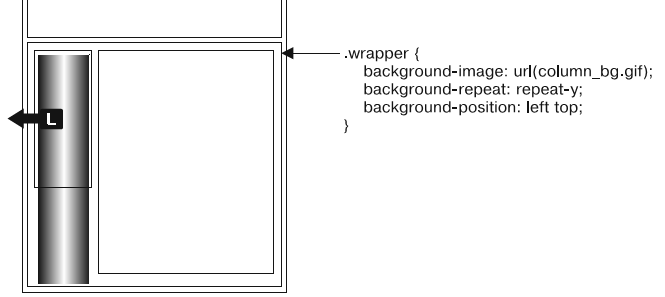 .wrapper {
background-image: url(column_bg.gif);
background-repeat: repeat-y;
background-position: left top;
}
L